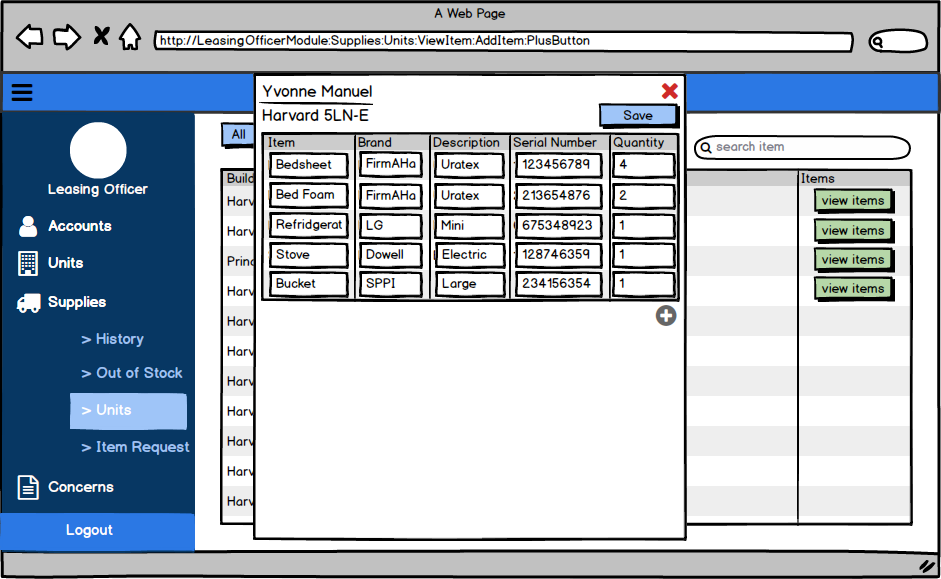 A Web Page
http://LeasingOfficerModule:Supplies:Units:ViewItem:AddItem:PlusButton
Leasing Officer
Accounts
Units
Supplies
> History
> Out of Stock
> Units
> Item Request
Concerns
Logout
All
search item
Build
Items
Harv view items
Harv view items
Princ view items
Harv view items
Harv
Harv
Harv
Harv
Harv
Harv
Harv
Yvonne Manuel
Harvard 5LN-E
Save
Item Brand Description Serial Number Quantity
Bedsheet FirmAHa Uratex 123456789 4
Bed Foam FirmAHa Uratex 213654876 2
Refridgerat LG Mini 675348923 1
Stove Dowell Electric 128746359 1
Bucket SPPI Large 234156354 1